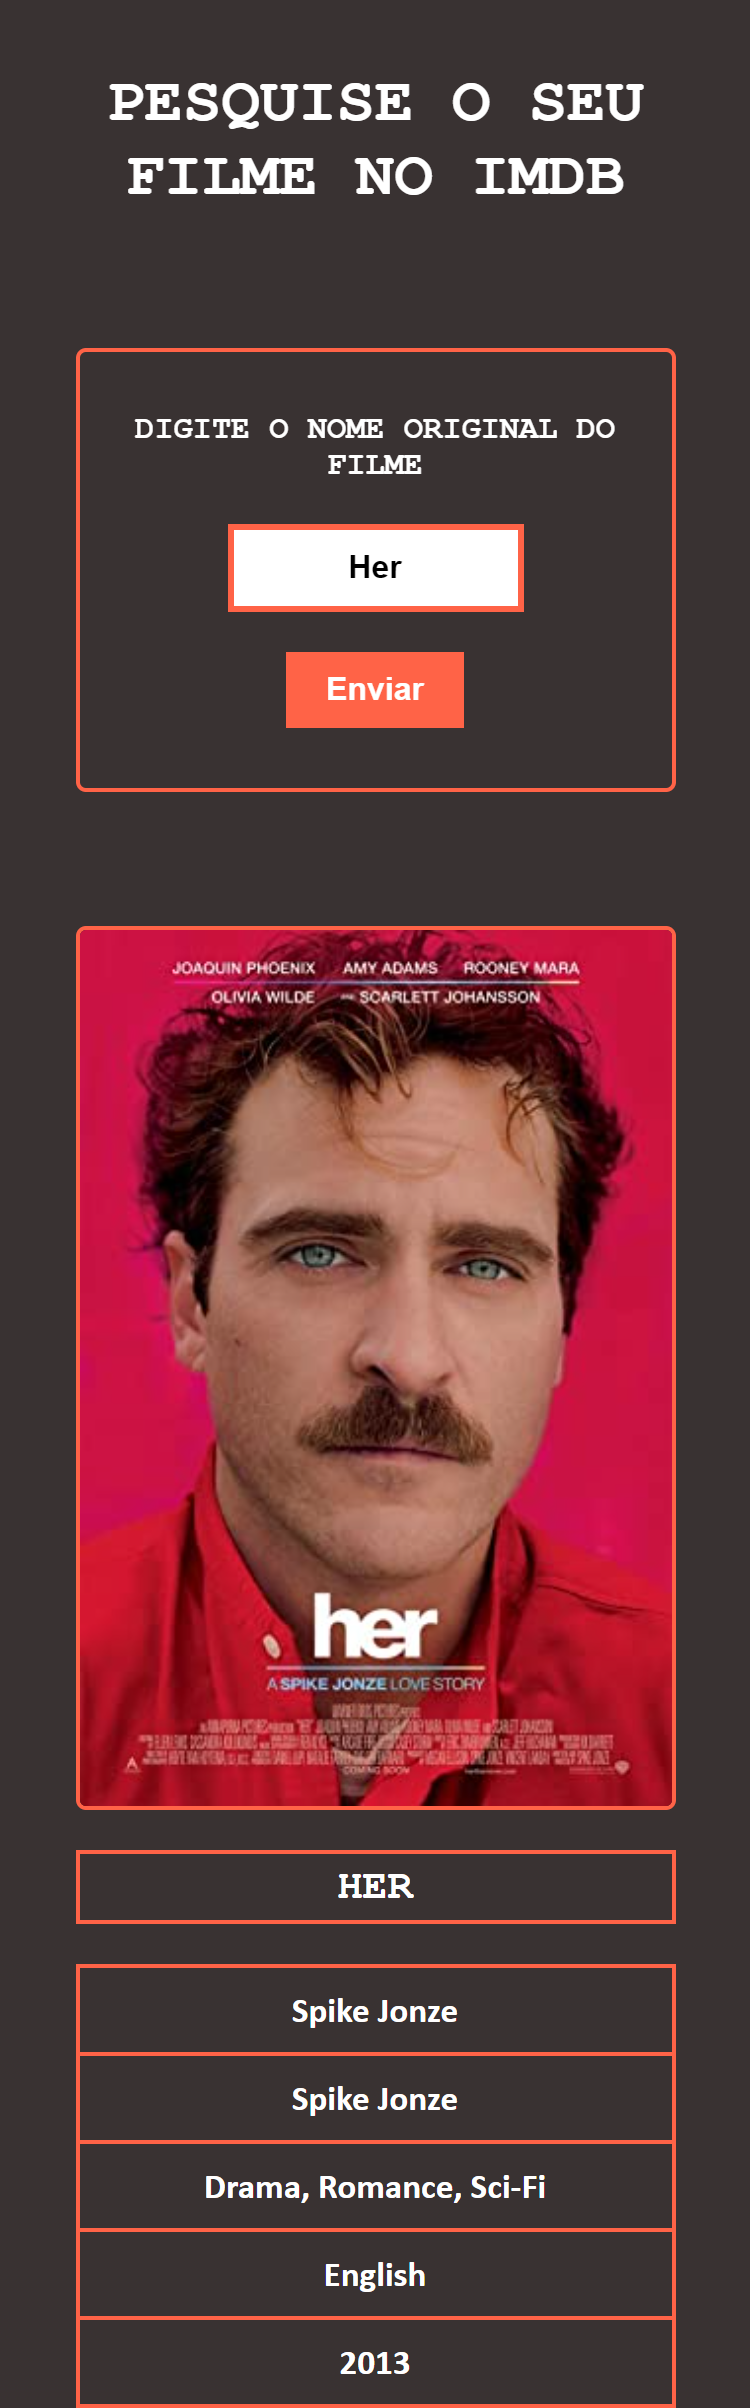 PESQUISE O SEU
FILME NO IMDB
DIGITE O NOME ORIGINAL DO
FILME
Her
Enviar
JOAQUIN PHOENIX AMY ADAMS ROONEY MARA
OLIVIA WILDE SCARLETT JOHANSSON
her
A SPIKE JONZE LOVE STORY
COMING SOON
HER
Spike Jonze
Spike Jonze
Drama, Romance, Sci-Fi
English
2013